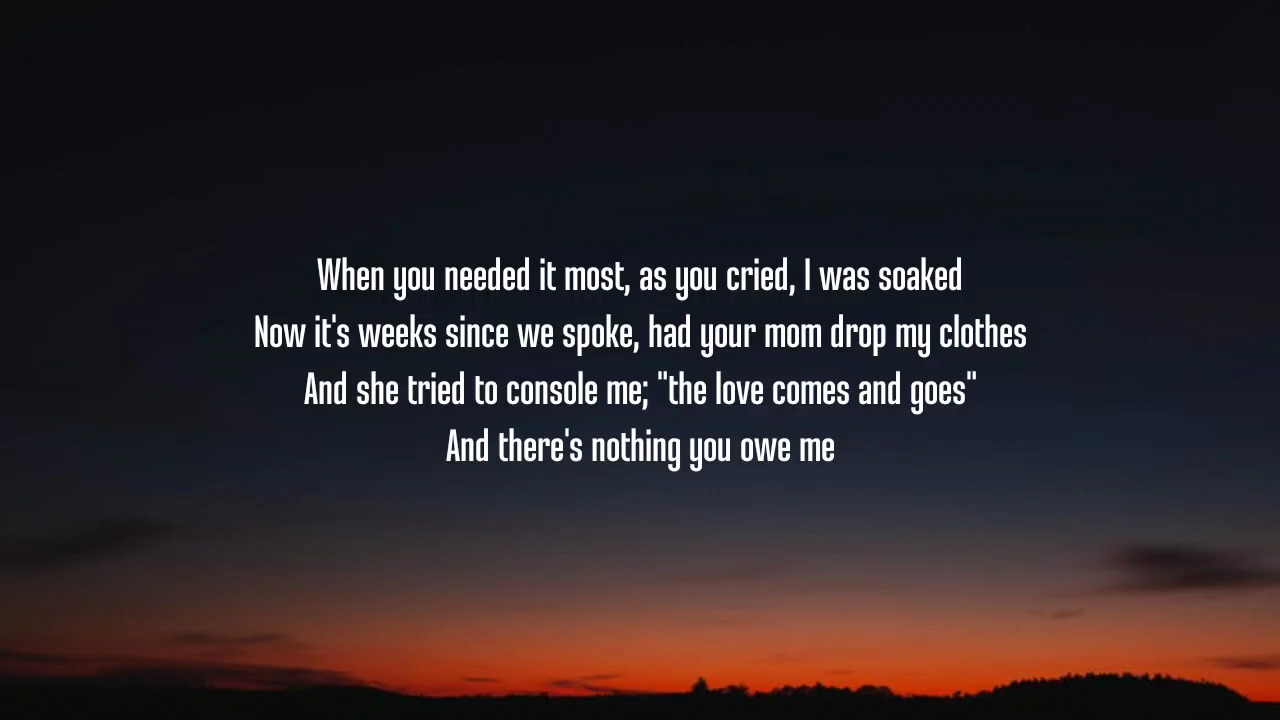 When you needed it most, as you cried, I was soaked
Now it's weeks since we spoke, had your mom drop my clothes
And she tried to console me; "the love comes and goes"
And there's nothing you owe me